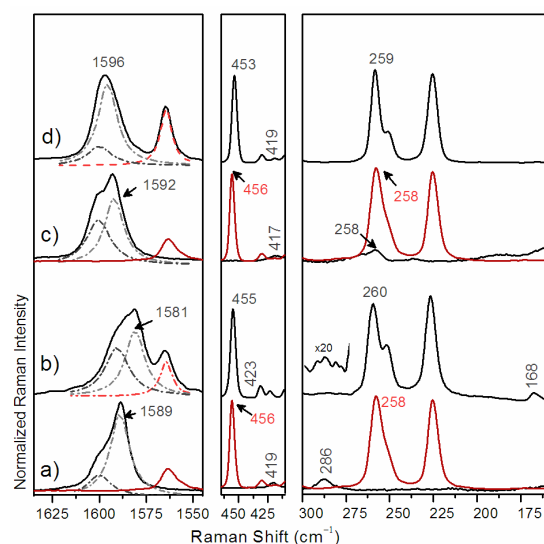 1596
453
259
d)
419
1592
456
258
258
c)
417
1581
455
260
x20
b)
423
168
1589
456
258
286
a)
419
1625 1600 1575 1550 450 425 300 275 250 225 200 175
Normalized Raman Intensity
Raman Shift (cm⁻¹)